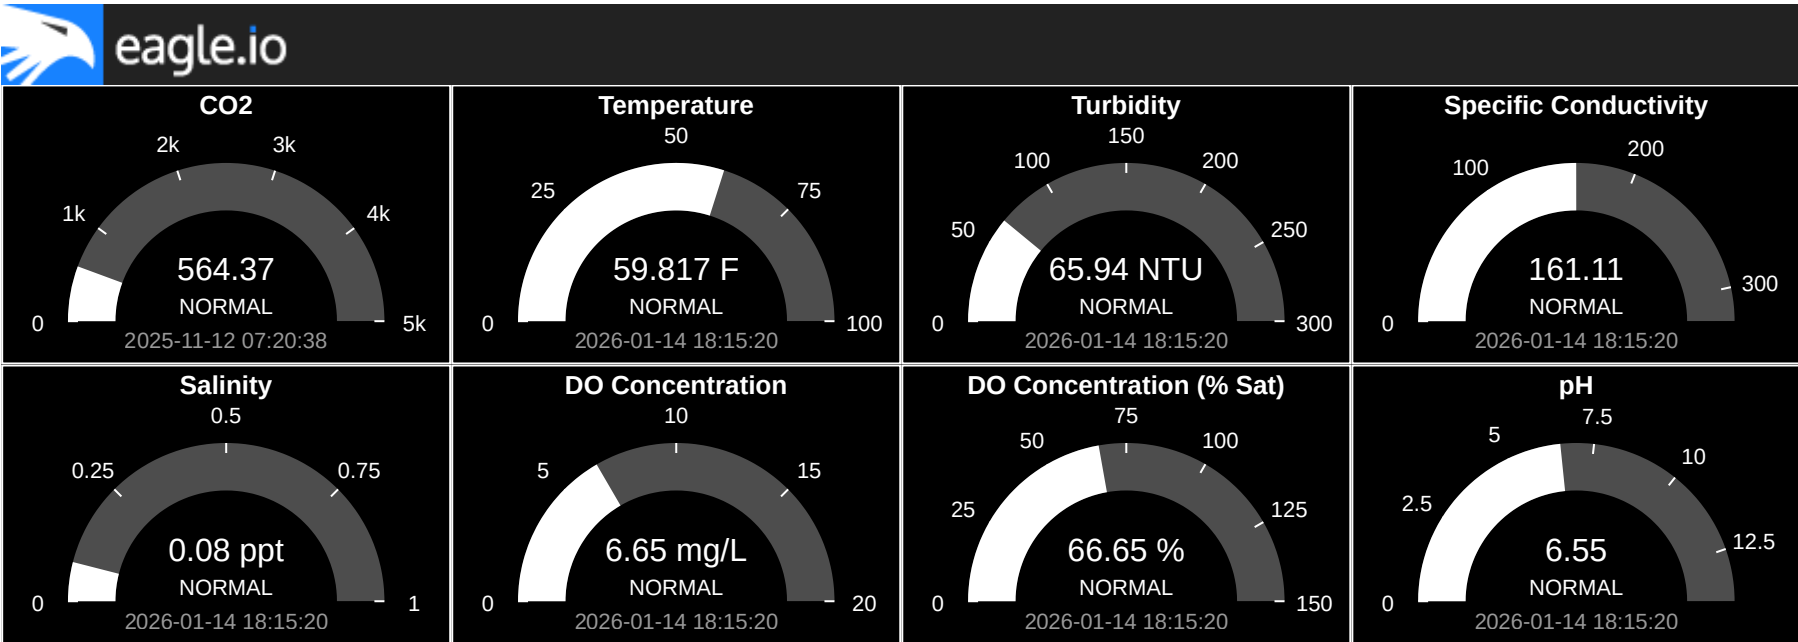 eagle.io
CO2
0
1k
2k
3k
4k
5k
564.37
NORMAL
2025-11-12 07:20:38
Temperature
0
25
50
75
100
59.817 F
NORMAL
2026-01-14 18:15:20
Turbidity
0
50
100
150
200
250
300
65.94 NTU
NORMAL
2026-01-14 18:15:20
Specific Conductivity
0
100
200
300
161.11
NORMAL
2026-01-14 18:15:20
Salinity
0
0.25
0.5
0.75
1
0.08 ppt
NORMAL
2026-01-14 18:15:20
DO Concentration
0
5
10
15
20
6.65 mg/L
NORMAL
2026-01-14 18:15:20
DO Concentration (% Sat)
0
25
50
75
100
125
150
66.65 %
NORMAL
2026-01-14 18:15:20
pH
0
2.5
5
7.5
10
12.5
6.55
NORMAL
2026-01-14 18:15:20